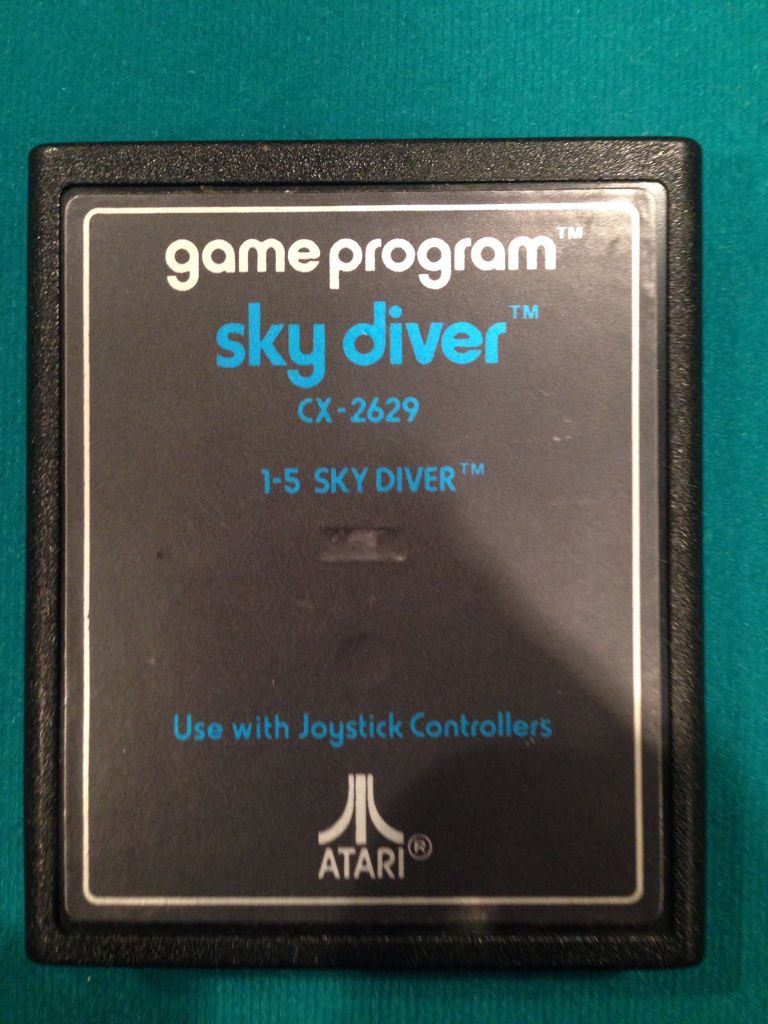 game program™
sky diver™
CX-2629
1-5 SKY DIVER™
Use with Joystick Controllers
ATARI®